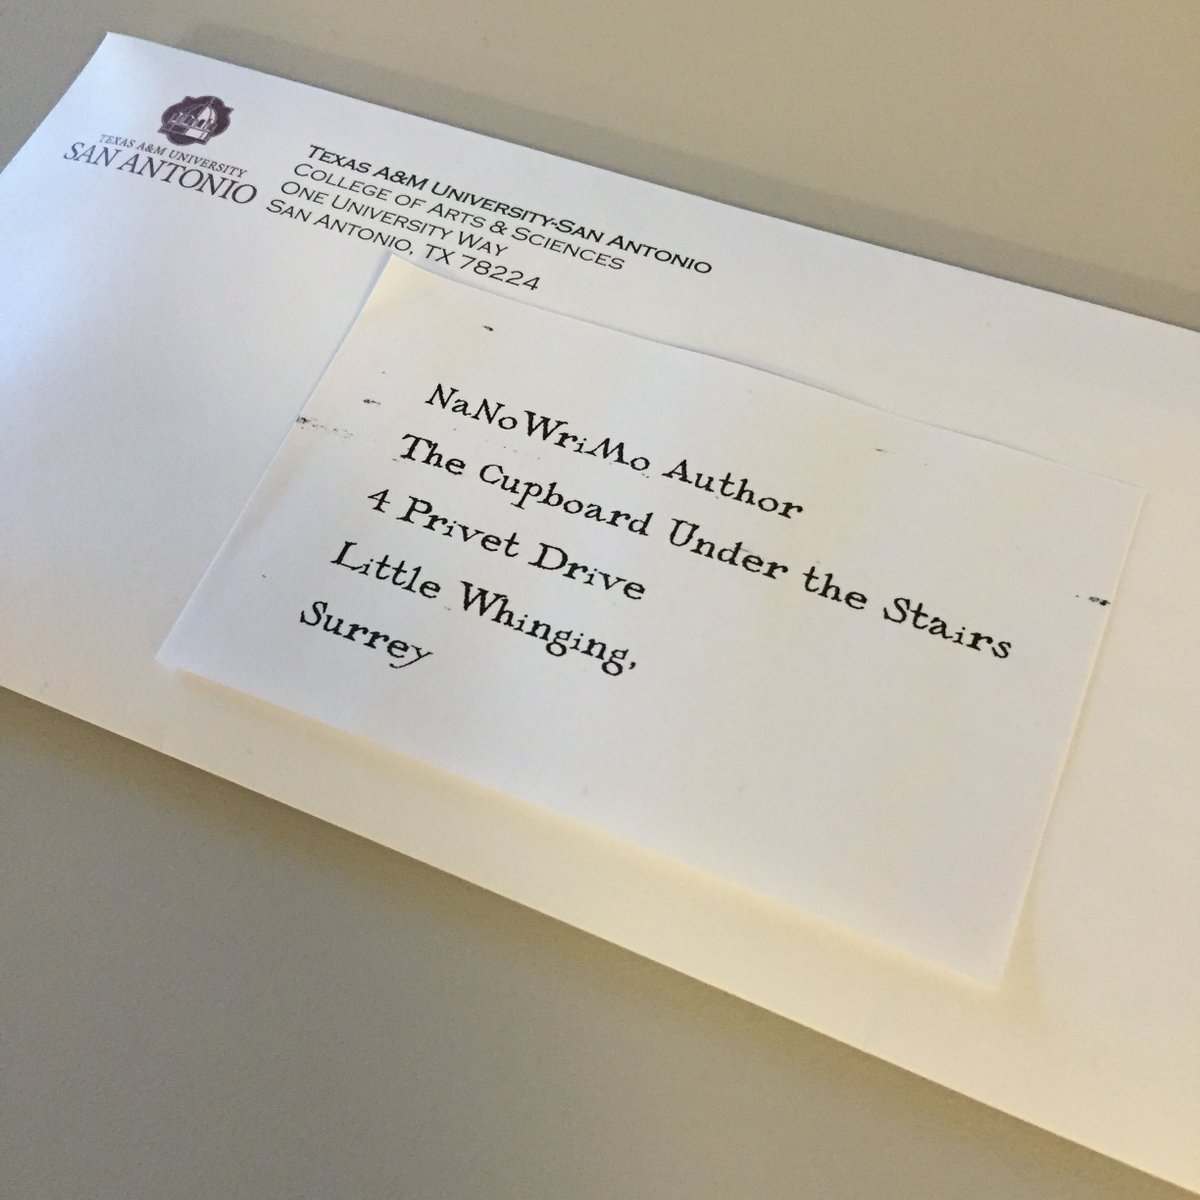 TEXAS A&M UNIVERSITY
SAN ANTONIO
TEXAS A&M UNIVERSITY-SAN ANTONIO
COLLEGE OF ARTS & SCIENCES
ONE UNIVERSITY WAY
SAN ANTONIO, TX 78224
NaNoWriMo Author
The Cupboard Under the Stairs
4 Privet Drive
Little Whinging,
Surrey